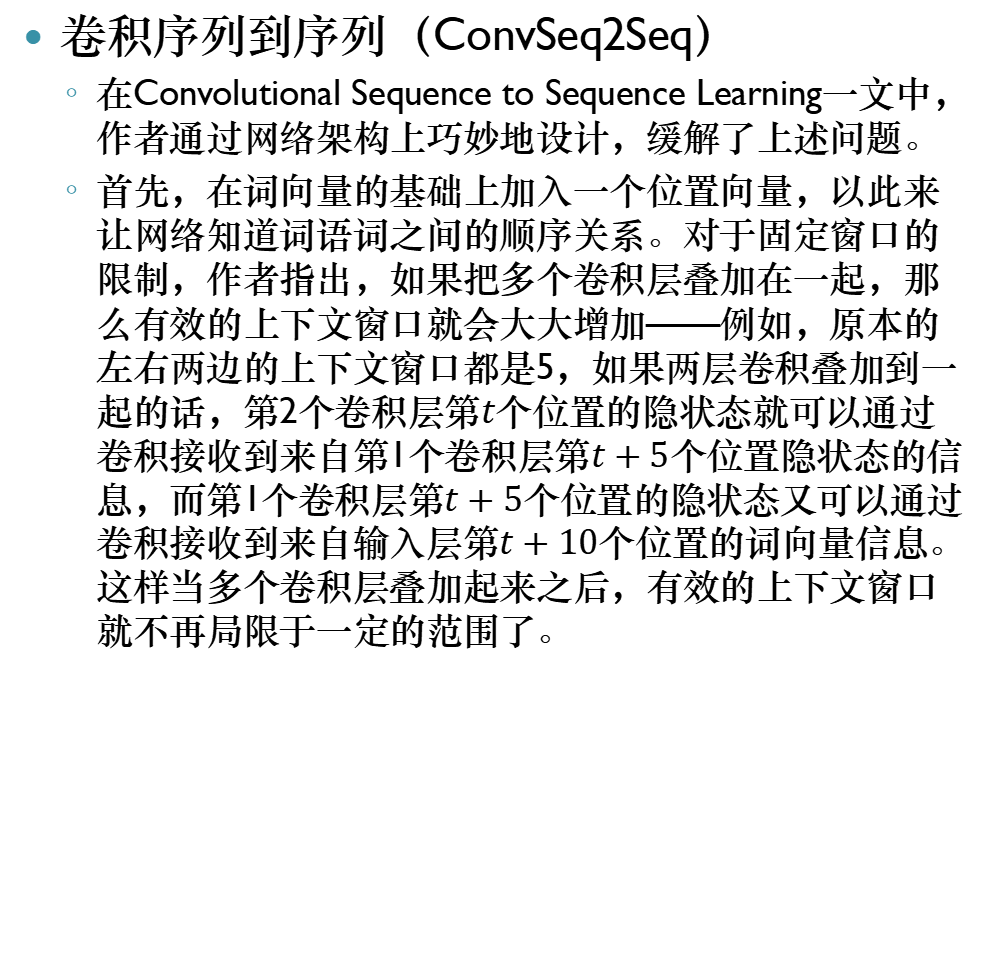 卷积序列到序列（ConvSeq2Seq）
在Convolutional Sequence to Sequence Learning一文中，
作者通过网络架构上巧妙地设计，缓解了上述问题。
首先，在词向量的基础上加入一个位置向量，以此来
让网络知道词语词之间的顺序关系。对于固定窗口的
限制，作者指出，如果把多个卷积层叠加在一起，那
么有效的上下文窗口就会大大增加——例如，原本的
左右两边的上下文窗口都是5，如果两层卷积叠加到一
起的话，第2个卷积层第t个位置的隐状态就可以通过
卷积接收到来自第1个卷积层第t + 5个位置隐状态的信
息，而第1个卷积层第t + 5个位置的隐状态又可以通过
卷积接收到来自输入层第t + 10个位置的词向量信息。
这样当多个卷积层叠加起来之后，有效的上下文窗口
就不再局限于一定的范围了。